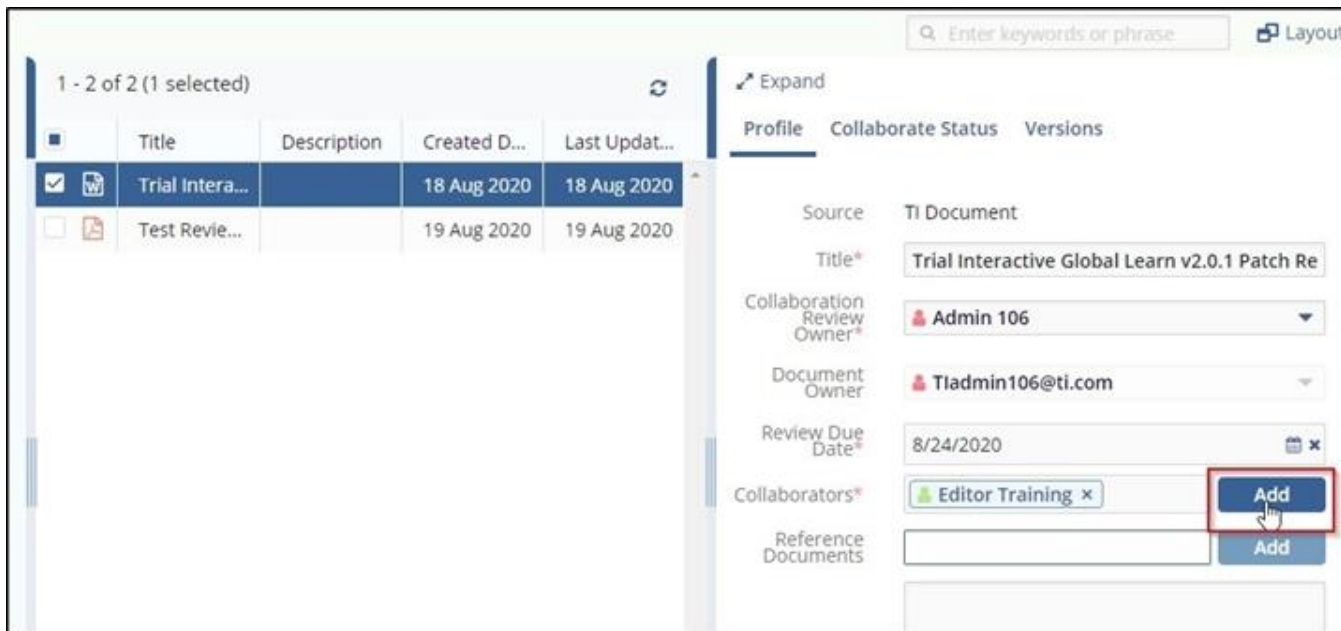 Enter keywords or phrase
Layout
1 - 2 of 2 (1 selected)
Title Description Created D... Last Updat...
Trial Intera... 18 Aug 2020 18 Aug 2020
Test Revie... 19 Aug 2020 19 Aug 2020
Expand
Profile Collaborate Status Versions
Source TI Document
Title* Trial Interactive Global Learn v2.0.1 Patch Re
Collaboration
Review
Owner*
Admin 106
Document
Owner
TIadmin106@ti.com
Review Due
Date*
8/24/2020
Collaborators* Editor Training × Add
Reference
Documents
Add